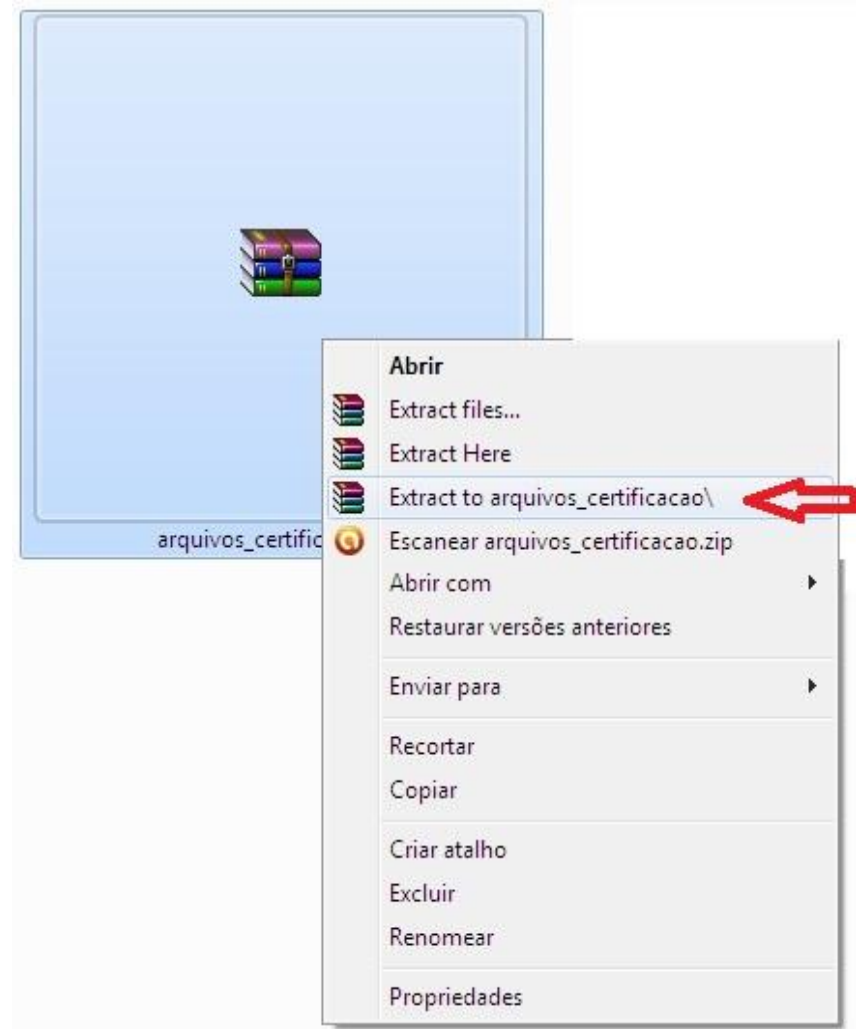 Abrir
Extract files...
Extract Here
Extract to arquivos_certificacao\
arquivos_certific
Escanear arquivos_certificacao.zip
Abrir com
Restaurar versões anteriores
Enviar para
Recortar
Copiar
Criar atalho
Excluir
Renomear
Propriedades